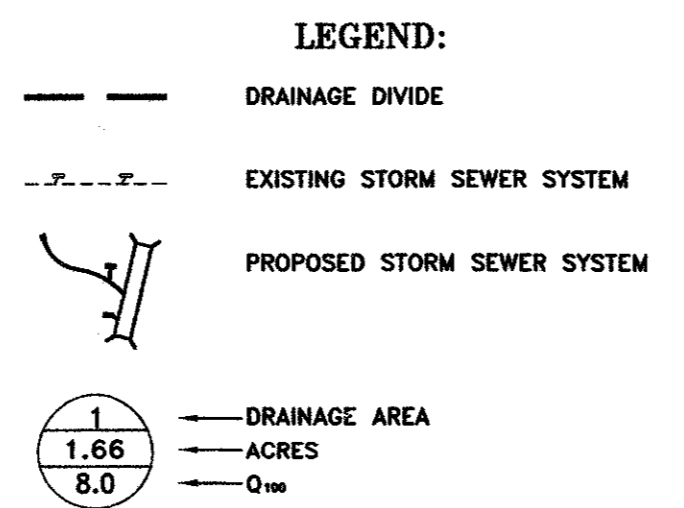 LEGEND:
DRAINAGE DIVIDE
EXISTING STORM SEWER SYSTEM
PROPOSED STORM SEWER SYSTEM
1 DRAINAGE AREA
1.66 ACRES
8.0 Q₁₀₀